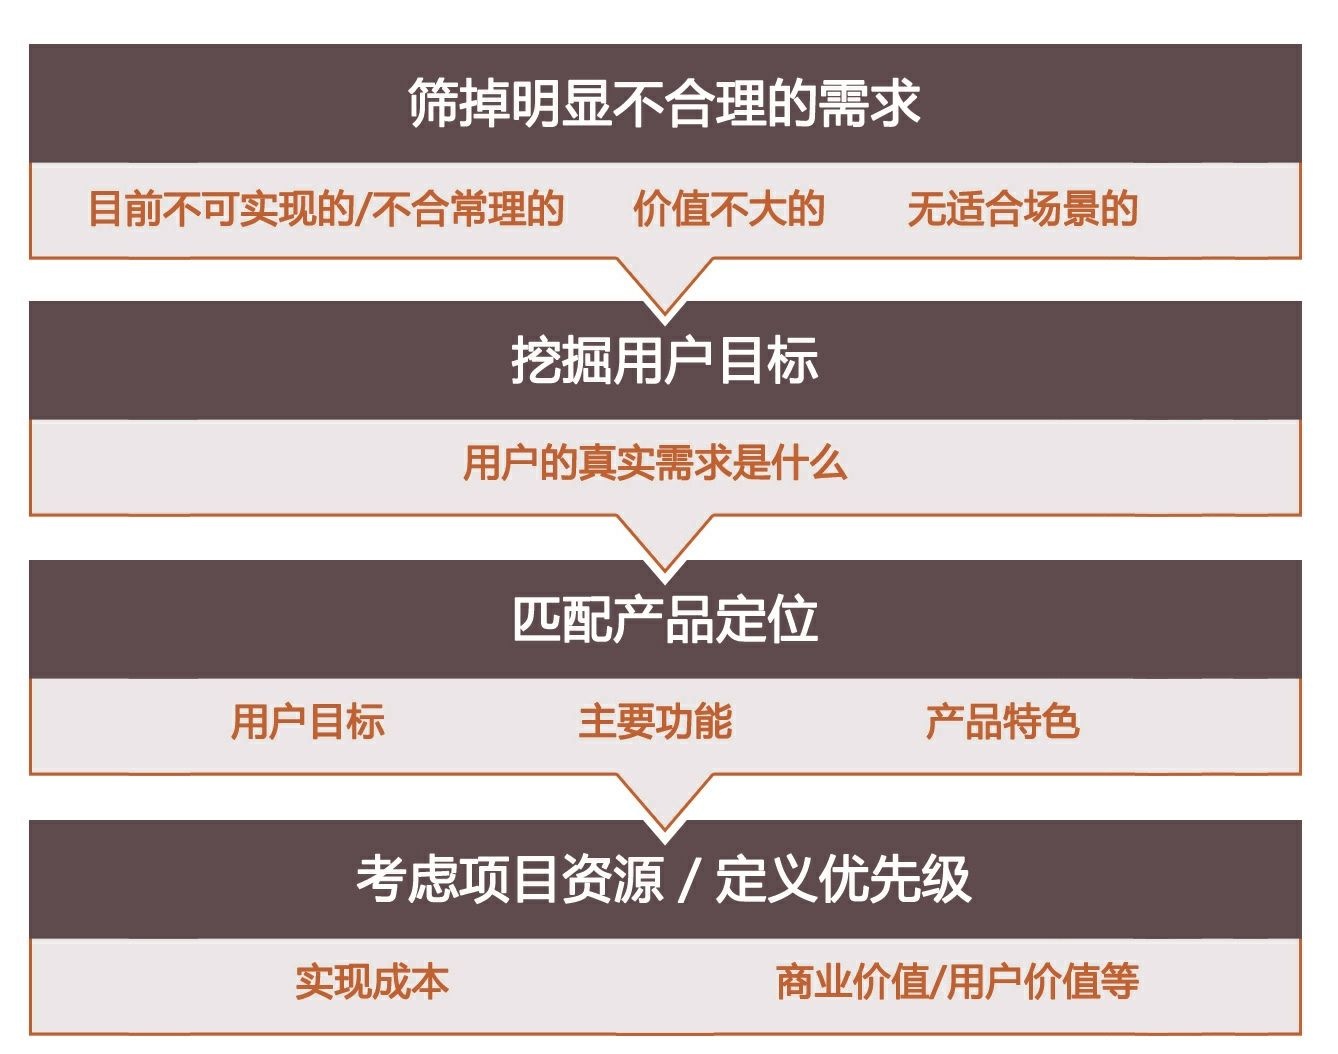 筛掉明显不合理的需求
目前不可实现的/不合常理的 价值不大的 无适合场景的
挖掘用户目标
用户的真实需求是什么
匹配产品定位
用户目标 主要功能 产品特色
考虑项目资源 / 定义优先级
实现成本 商业价值/用户价值等